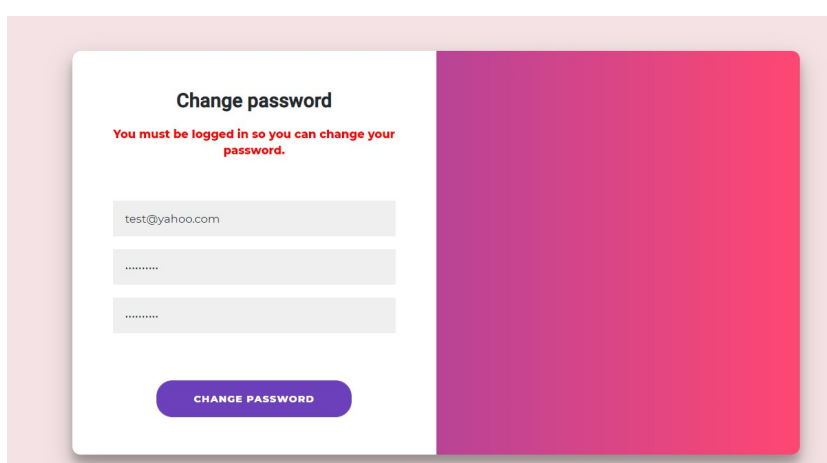 Change password
You must be logged in so you can change your
password.
test@yahoo.com
..........
..........
CHANGE PASSWORD